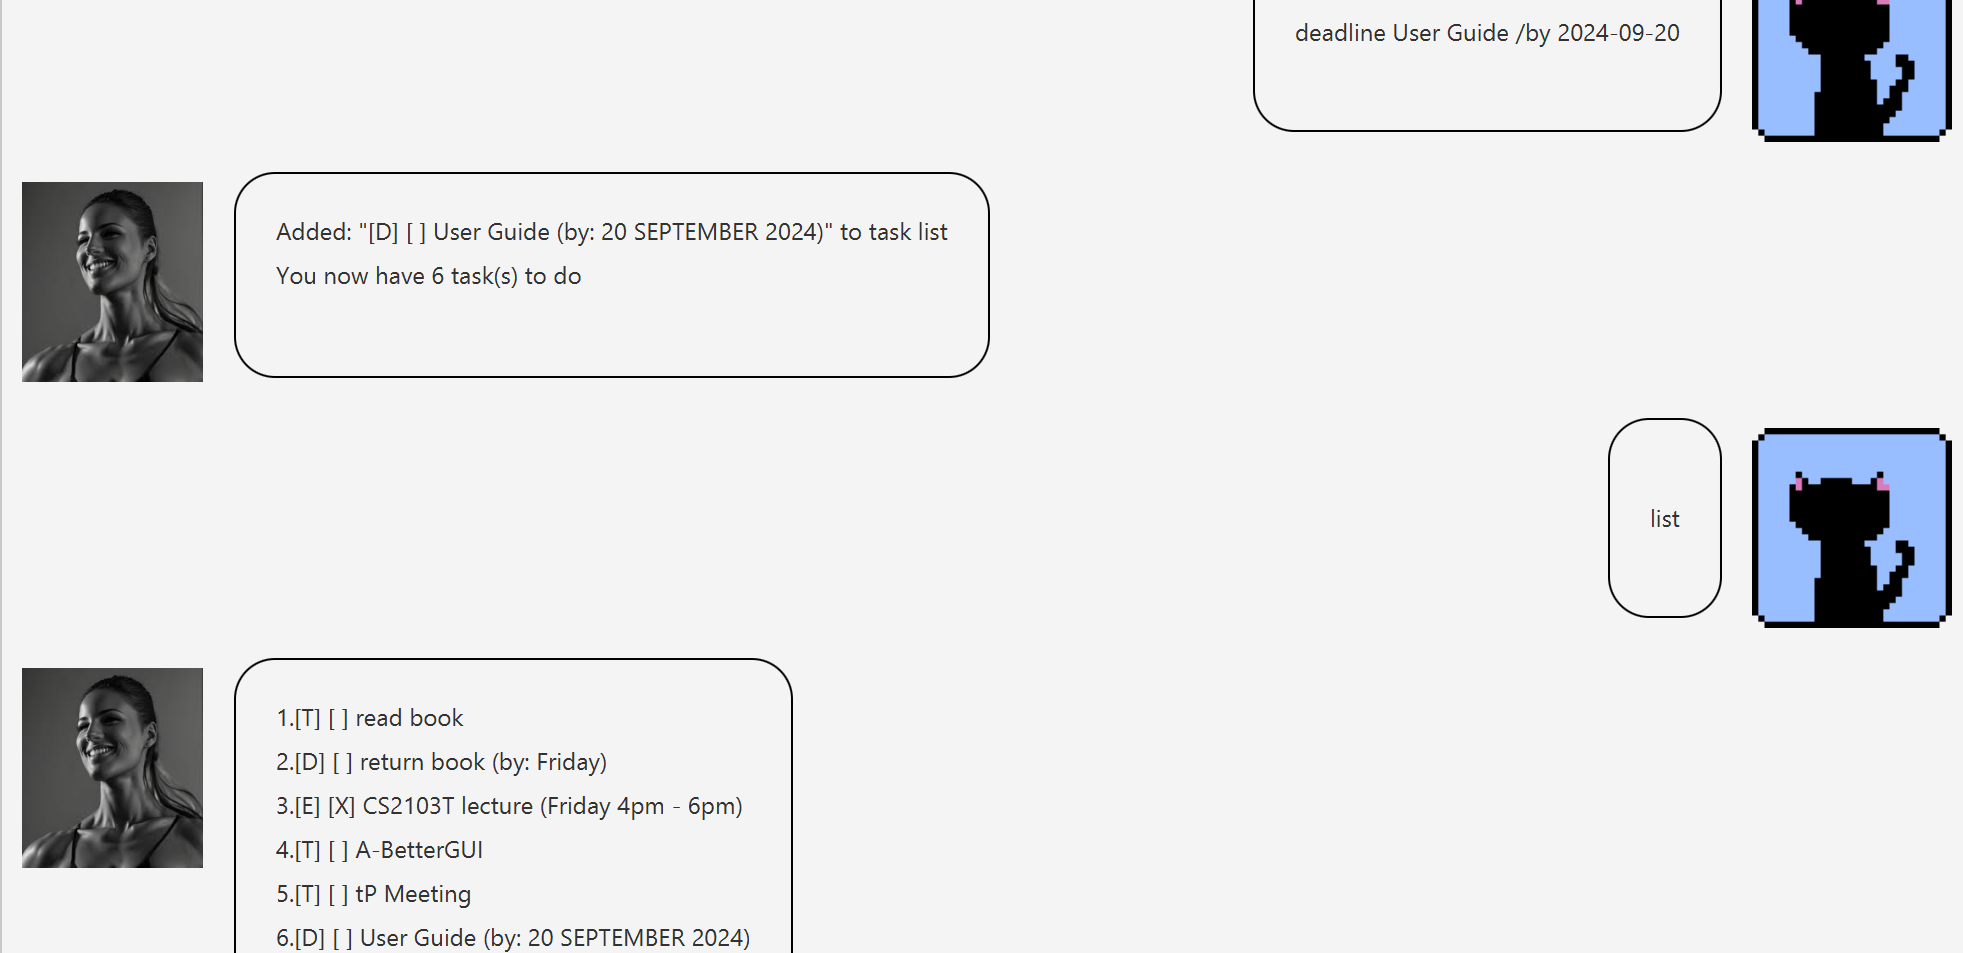 deadline User Guide /by 2024-09-20
Added: "[D] [ ] User Guide (by: 20 SEPTEMBER 2024)" to task list
You now have 6 task(s) to do
list
1.[T] [ ] read book
2.[D] [ ] return book (by: Friday)
3.[E] [X] CS2103T lecture (Friday 4pm - 6pm)
4.[T] [ ] A-BetterGUI
5.[T] [ ] tP Meeting
6.[D] [ ] User Guide (by: 20 SEPTEMBER 2024)